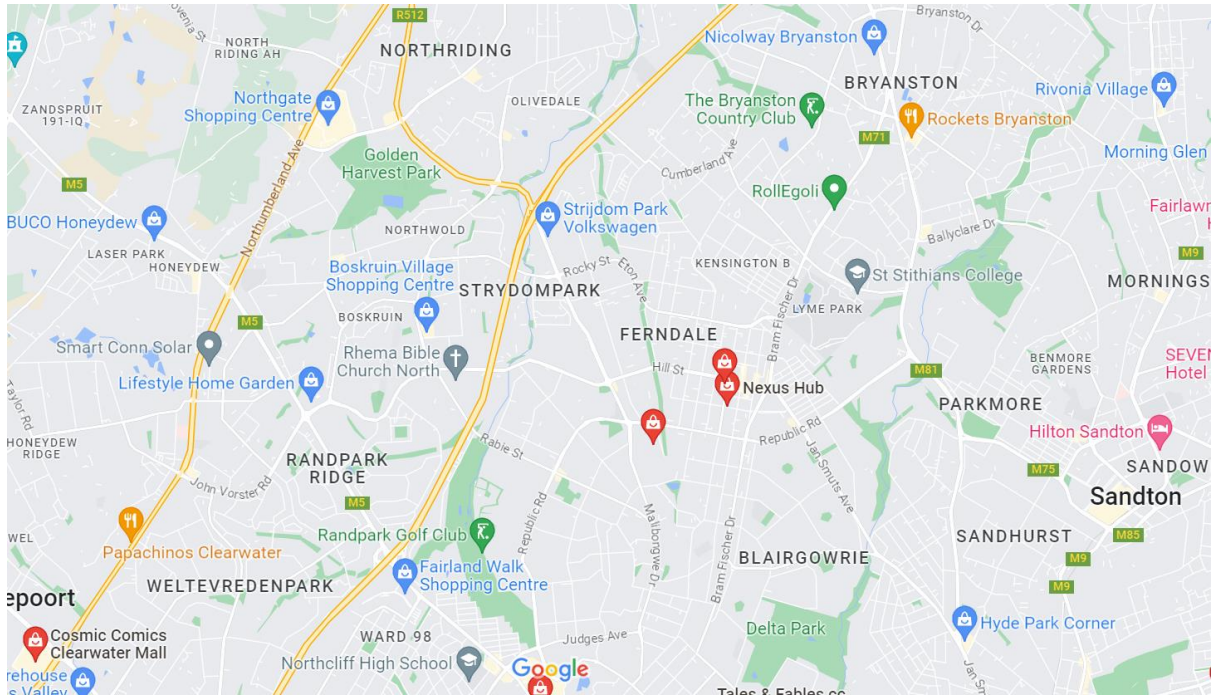 R512
NORTHRIDING
NORTH
RIDING AH
Nicolway Bryanston
Bryanston Dr
BRYANSTON
Rivonia Village
ZANDSPRUIT
191-IQ
Northgate
Shopping Centre
OLIVEDALE
The Bryanston
Country Club
Rockets Bryanston
M71
Morning Glen
Golden
Harvest Park
Cumberland Ave
M5
RollEgoli
BUCO Honeydew
Northumberland Ave
Strijdom Park
Volkswagen
Fairlawn
NORTHWOLD
Ballyclare Dr
LASER PARK
HONEYDEW
M9
Boskruin Village
Shopping Centre
Rocky St
Eton Ave
KENSINGTON B
St Stithians College
STRYDOMPARK
MORNINGS
BOSKRUIN
M5
LYME PARK
FERNDALE
Bram Fischer Dr
Smart Conn Solar
Rhema Bible
Church North
Hill St
BENMORE
GARDENS
SEVEN
Hotel
Lifestyle Home Garden
Nexus Hub
M81
Taylor Rd
PARKMORE
HONEYDEW
RIDGE
Rabie St
Republic Rd
Hilton Sandton
RANDPARK
RIDGE
Jan Smuts Ave
M75
SANDOW
John Vorster Rd
M5
Sandton
WEL
Randpark Golf Club
Republic Rd
Malibongwe Dr
Bram Fischer Dr
SANDHURST
M85
Papachinos Clearwater
BLAIRGOWRIE
M9
Fairland Walk
Shopping Centre
WELTEVREDENPARK
M9
epoort
Hyde Park Corner
Cosmic Comics
Clearwater Mall
WARD 98
Judges Ave
Delta Park
Northcliff High School
Google
Jan Sm
rehouse
s Valley
Tales & Fables cc